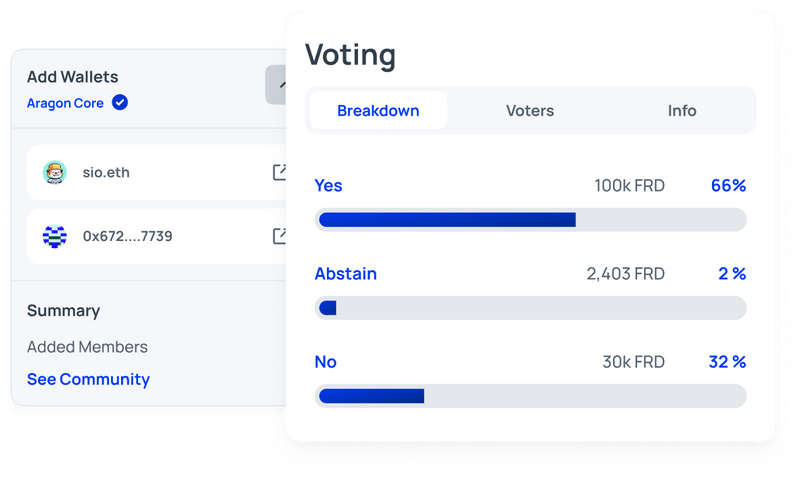 Add Wallets
Aragon Core
sio.eth
0x672....7739
Summary
Added Members
See Community
Voting
Breakdown Voters Info
Yes 100k FRD 66%
Abstain 2,403 FRD 2 %
No 30k FRD 32 %